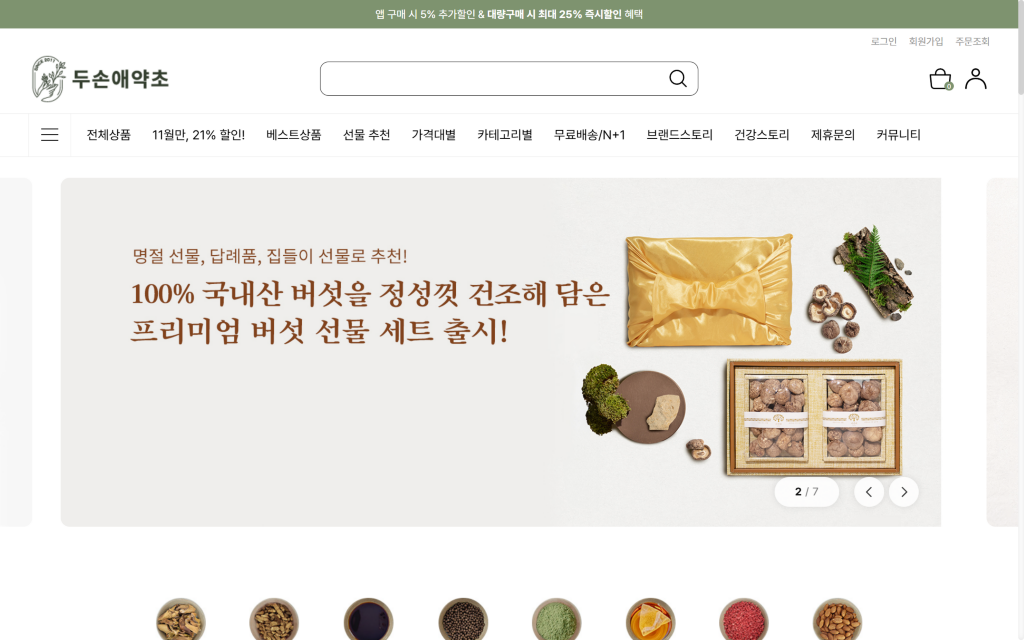 앱 구매 시 5% 추가할인 & 대량구매 시 최대 25% 즉시할인 혜택
로그인 회원가입 주문조회
SINCE 2011
두손애약초
0
전체상품 11월만, 21% 할인! 베스트상품 선물 추천 가격대별 카테고리별 무료배송/N+1 브랜드스토리 건강스토리 제휴문의 커뮤니티
명절 선물, 답례품, 집들이 선물로 추천!
100% 국내산 버섯을 정성껏 건조해 담은
프리미엄 버섯 선물 세트 출시!
2 / 7